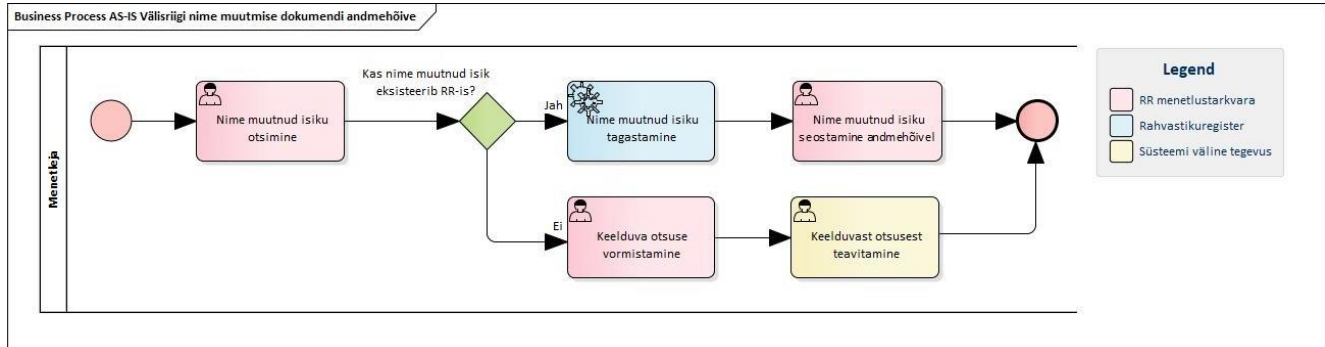 Business Process AS-IS Välisriigi nime muutmise dokumendi andmehõive
Menetleja
Nime muutnud isiku
otsimine
Kas nime muutnud isik
eksisteerib RR-is?
Jah
Nime muutnud isiku
tagastamine
Nime muutnud isiku
seostamine andmehõivel
Ei
Keelduva otsuse
vormistamine
Keelduvast otsusest
teavitamine
Legend
RR menetlustarkvara
Rahvastikuregister
Süsteemi väline tegevus